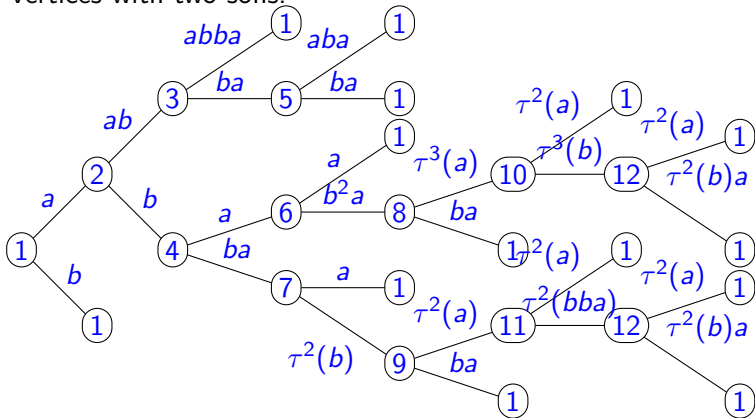 vertices with two sons.
abba 1 aba 1
3 ba 5 ba 1 τ²(a) 1 τ²(a)
ab 1 τ³(a) τ³(b) 1
2 a 10 12 τ²(b)a
a b a 6 b²a 8 ba
1 4 ba 1 τ²(a) 1 τ²(a) 1
b 7 a 1 τ²(a) τ²(bba) 1
1 11 12 τ²(b)a
τ²(b) 9 ba
1 1